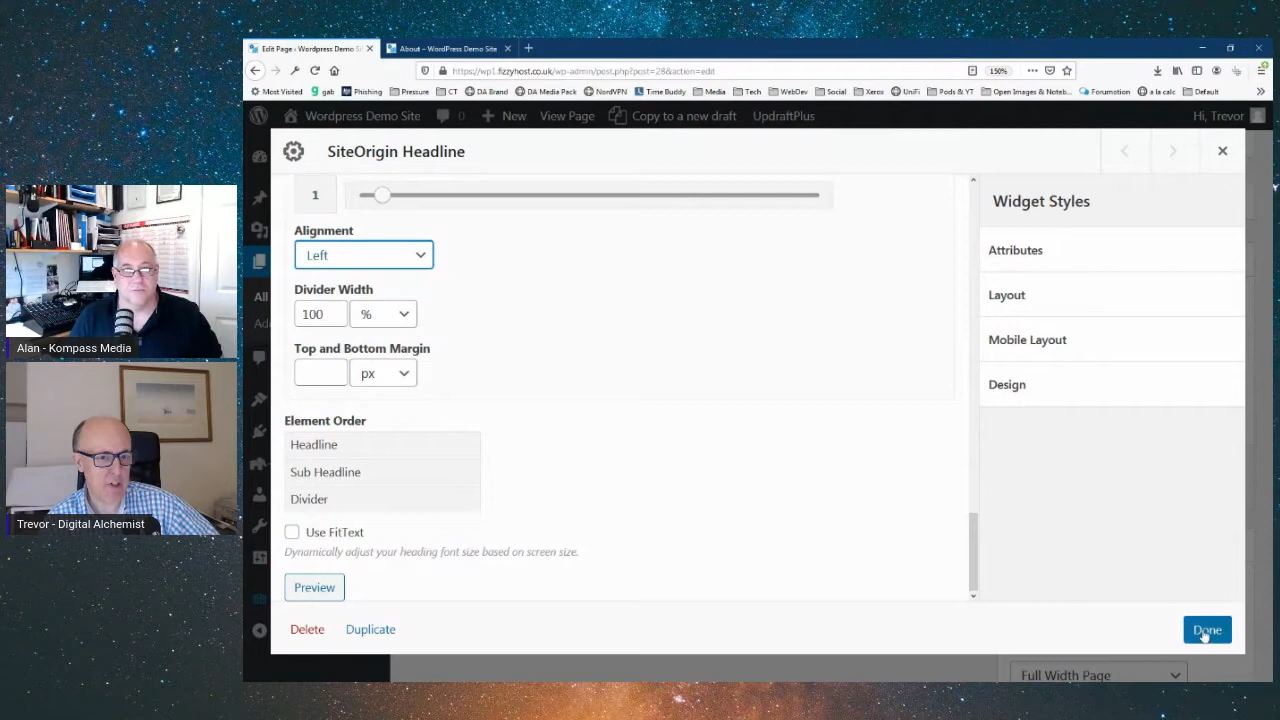 Edit Page ‹ Wordpress Demo Si
About – WordPress Demo Site
https://wp1.fizzyhost.co.uk/wp-admin/post.php?post=28&action=edit
150%
Most Visited
gab
Phishing
Pressure
CT
DA Brand
DA Media Pack
NordVPN
Time Buddy
Media
Tech
WebDev
Social
Xerox
UniFi
Pods & YT
Open Images & Noteb...
Forumotion
a la calc
Default
Wordpress Demo Site
0
New
View Page
Copy to a new draft
UpdraftPlus
Hi, Trevor
SiteOrigin Headline
1
Alignment
Left
Divider Width
100
%
Top and Bottom Margin
px
Element Order
Headline
Sub Headline
Divider
Use FitText
Dynamically adjust your heading font size based on screen size.
Preview
Delete
Duplicate
Done
Widget Styles
Attributes
Layout
Mobile Layout
Design
Full Width Page
All
Ad
Alan - Kompass Media
Trevor - Digital Alchemist